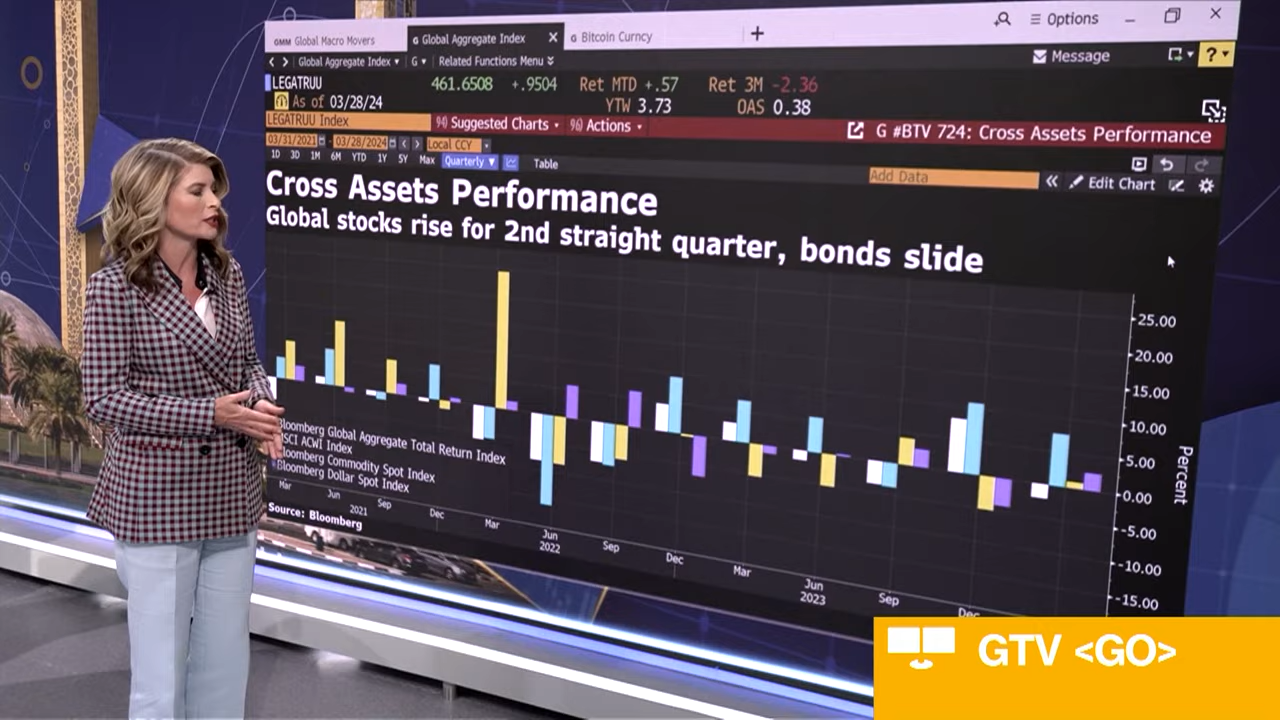 GMM Global Macro Movers
G Global Aggregate Index ×
G Bitcoin Curncy
+
Options
Global Aggregate Index
G
Related Functions Menu
Message
?
LEGATRUU 461.6508 +.9504 Ret MTD +.57 Ret 3M -2.36
As of 03/28/24 YTW 3.73 OAS 0.38
LEGATRUU Index
94) Suggested Charts
96) Actions
G #BTV 724: Cross Assets Performance
03/31/2021 - 03/28/2024
Local CCY
1D 3D 1M 6M YTD 1Y 5Y Max Quarterly Table
Add Data
Edit Chart
Cross Assets Performance
Global stocks rise for 2nd straight quarter, bonds slide
25.00
20.00
15.00
10.00
5.00
0.00
-5.00
-10.00
-15.00
Percent
Bloomberg Global Aggregate Total Return Index
MSCI ACWI Index
Bloomberg Commodity Spot Index
Bloomberg Dollar Spot Index
Mar Jun Sep Dec Mar Jun Sep Dec Mar Jun Sep Dec
2021 2022 2023
Source: Bloomberg
GTV <GO>